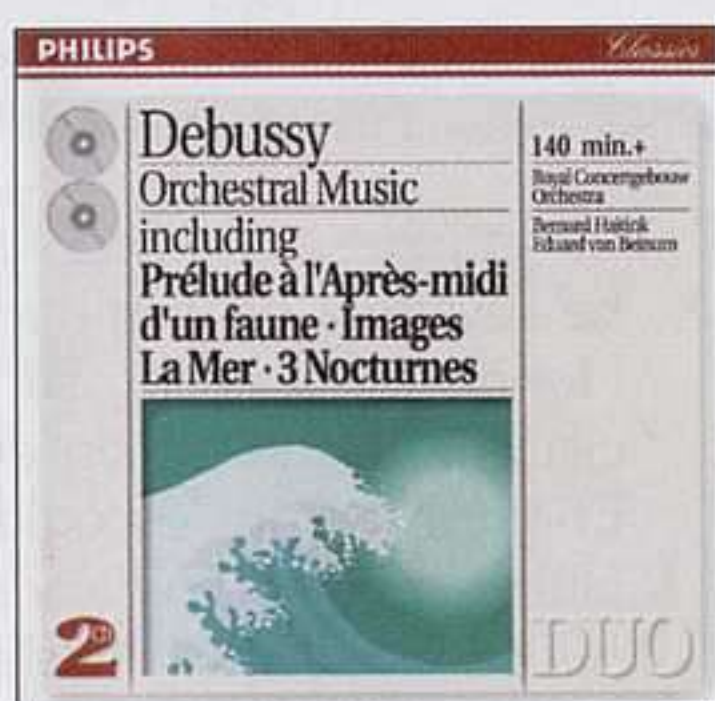 PHILIPS
Classics
Debussy
Orchestral Music
including
Prélude à l'Après-midi
d'un faune · Images
La Mer · 3 Nocturnes
140 min.+
Royal Concertgebouw
Orchestra
Bernard Haitink
Eduard van Beinum
2
CD
DUO